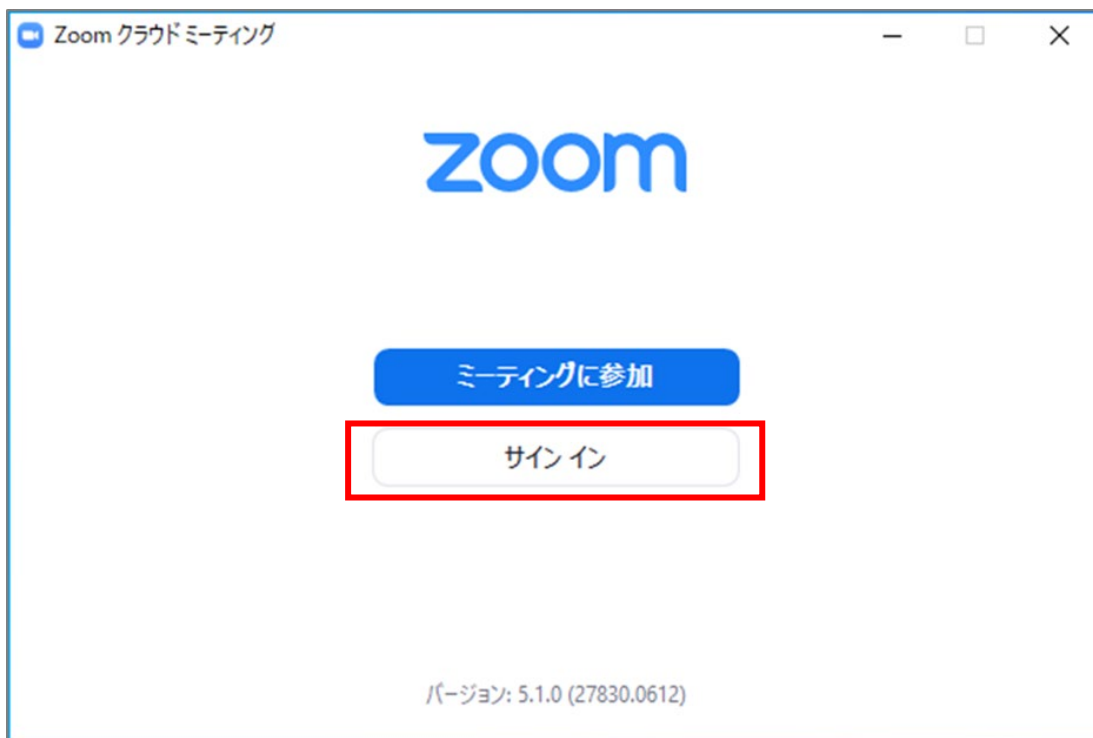 Zoom クラウド ミーティング
zoom
ミーティングに参加
サイン イン
バージョン: 5.1.0 (27830.0612)